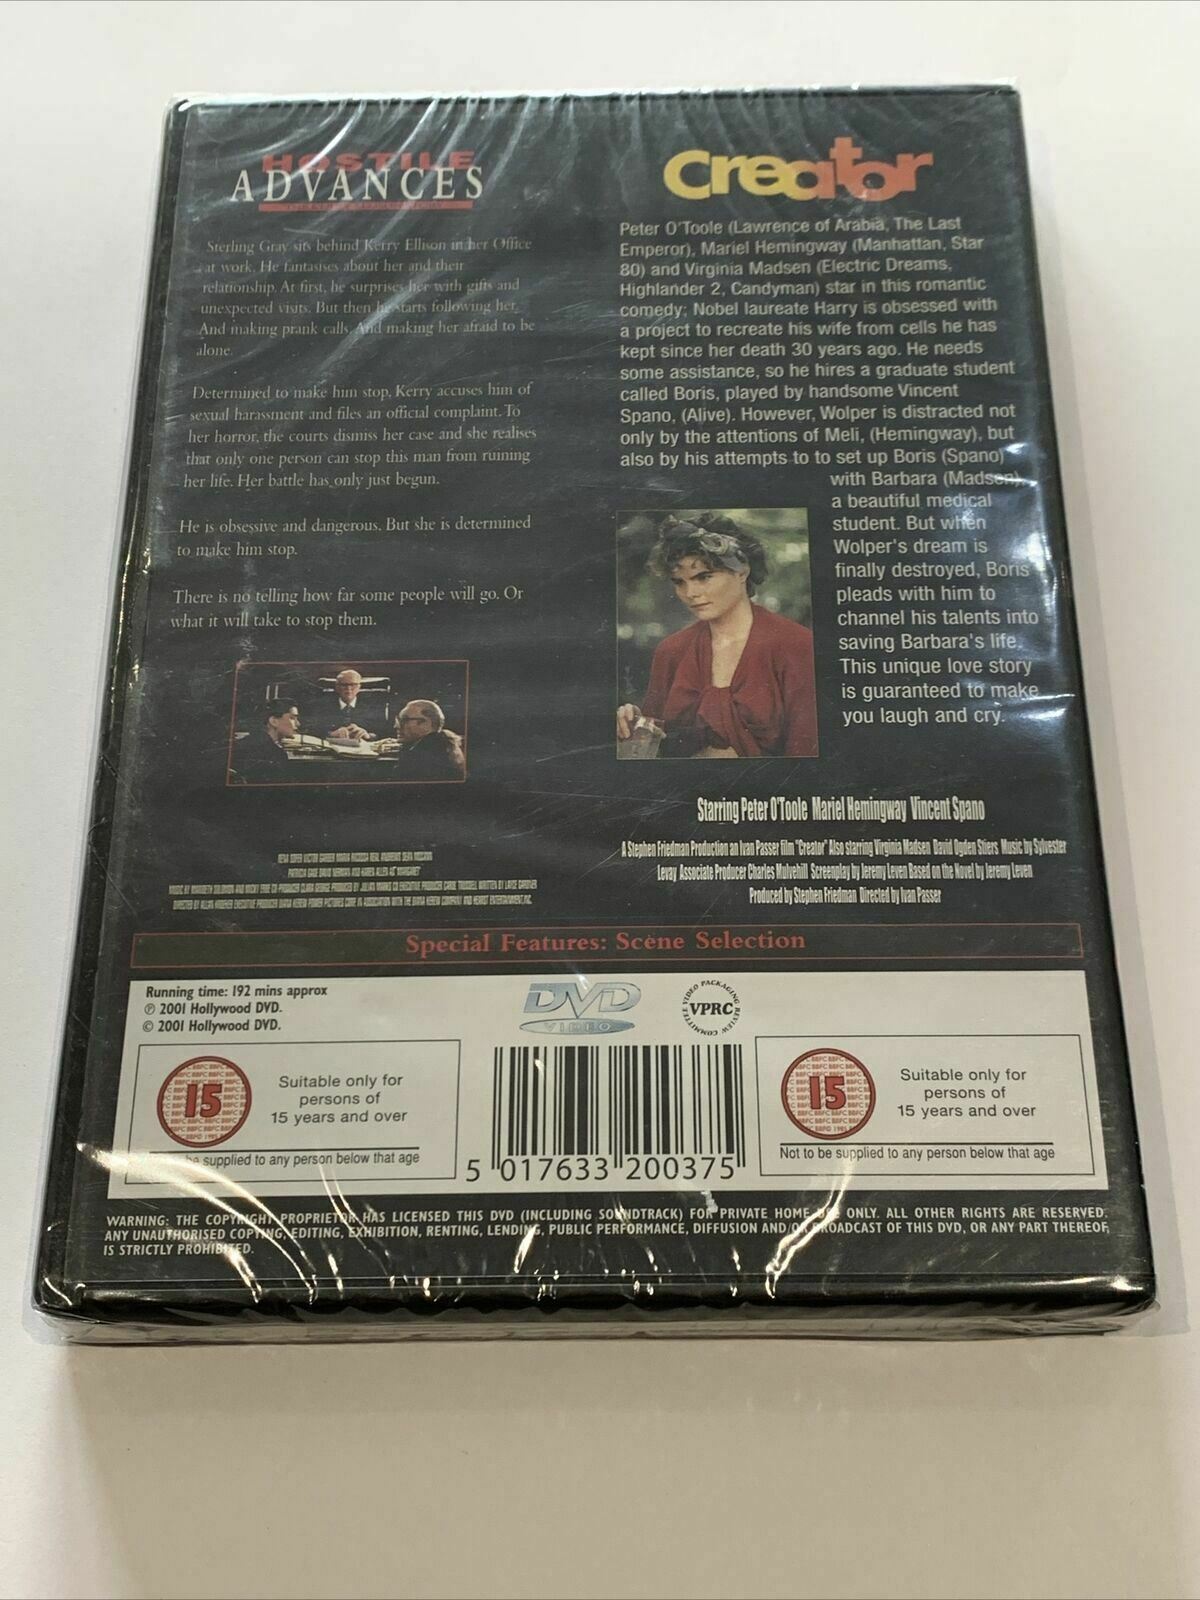 HOSTILE
ADVANCES
Sterling Gray sits behind Kerry Ellison in her Office
at work. He fantasises about her and their
relationship. At first, he surprises her with gifts and
unexpected visits. But then he starts following her.
And making prank calls. And making her afraid to be
alone.
Determined to make him stop, Kerry accuses him of
sexual harassment and files an official complaint. To
her horror, the courts dismiss her case and she realises
that only one person can stop this man from ruining
her life. Her battle has only just begun.
He is obsessive and dangerous. But she is determined
to make him stop.
There is no telling how far some people will go. Or
what it will take to stop them.
creator
Peter O'Toole (Lawrence of Arabia, The Last
Emperor), Mariel Hemingway (Manhattan, Star
80) and Virginia Madsen (Electric Dreams,
Highlander 2, Candyman) star in this romantic
comedy; Nobel laureate Harry is obsessed with
a project to recreate his wife from cells he has
kept since her death 30 years ago. He needs
some assistance, so he hires a graduate student
called Boris, played by handsome Vincent
Spano, (Alive). However, Wolper is distracted not
only by the attentions of Meli, (Hemingway), but
also by his attempts to to set up Boris (Spano)
with Barbara (Madsen),
a beautiful medical
student. But when
Wolper's dream is
finally destroyed, Boris
pleads with him to
channel his talents into
saving Barbara's life.
This unique love story
is guaranteed to make
you laugh and cry.
Starring Peter O'Toole Mariel Hemingway Vincent Spano
A Stephen Friedman Production an Ivan Passer film "Creator" Also starring Virginia Madsen David Ogden Stiers Music by Sylvester
Levay Associate Producer Charles Mulvehill Screenplay by Jeremy Leven Based on the Novel by Jeremy Leven
Produced by Stephen Friedman Directed by Ivan Passer
Special Features: Scene Selection
Running time: 192 mins approx
℗ 2001 Hollywood DVD.
© 2001 Hollywood DVD.
DVD
VIDEO
VIDEO PACKAGING REVIEW COMMITTEE
VPRC
15
Suitable only for
persons of
15 years and over
be supplied to any person below that age
5 017633 200375
15
Suitable only for
persons of
15 years and over
Not to be supplied to any person below that age
WARNING: THE COPYRIGHT PROPRIETOR HAS LICENSED THIS DVD (INCLUDING SOUNDTRACK) FOR PRIVATE HOME USE ONLY. ALL OTHER RIGHTS ARE RESERVED.
ANY UNAUTHORISED COPYING, EDITING, EXHIBITION, RENTING, LENDING, PUBLIC PERFORMANCE, DIFFUSION AND/OR BROADCAST OF THIS DVD, OR ANY PART THEREOF,
IS STRICTLY PROHIBITED.